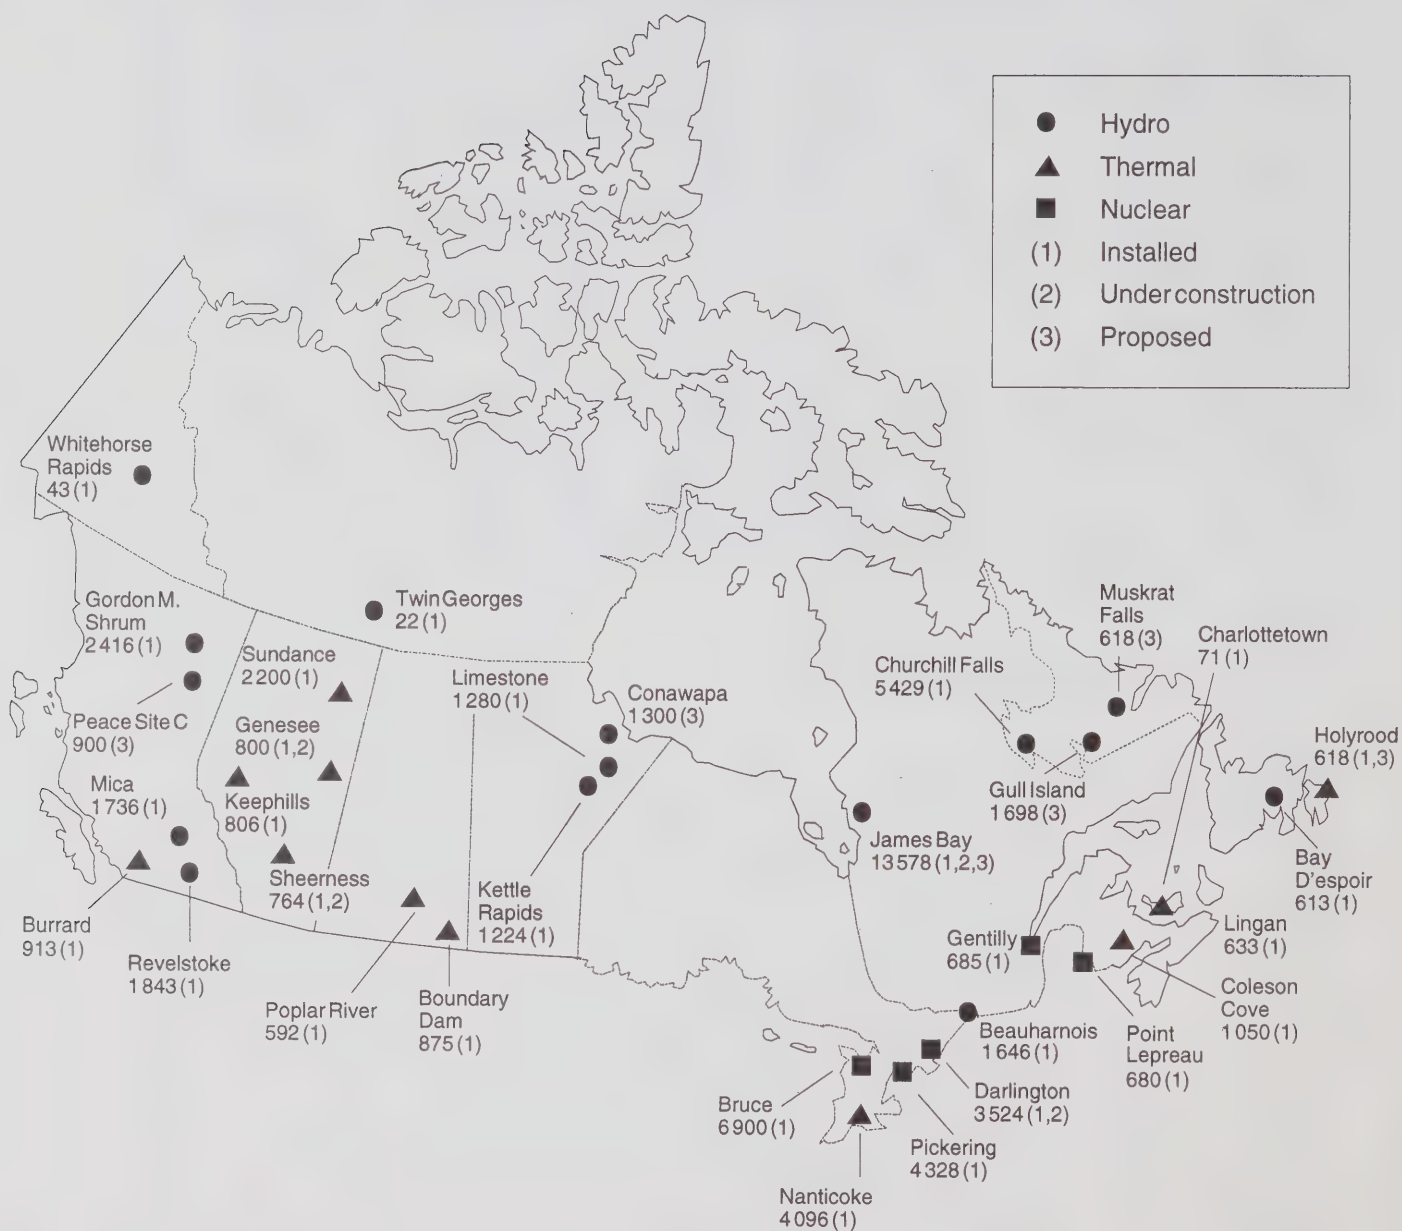 Hydro
Thermal
Nuclear
(1) Installed
(2) Under construction
(3) Proposed
Whitehorse
Rapids
43 (1)
Gordon M.
Shrum
2 416 (1)
Peace Site C
900 (3)
Mica
1 736 (1)
Burrard
913 (1)
Revelstoke
1 843 (1)
Twin Georges
22 (1)
Sundance
2 200 (1)
Genesee
800 (1,2)
Keephills
806 (1)
Sheerness
764 (1,2)
Poplar River
592 (1)
Boundary
Dam
875 (1)
Limestone
1 280 (1)
Conawapa
1 300 (3)
Kettle
Rapids
1 224 (1)
Churchill Falls
5 429 (1)
Muskrat
Falls
618 (3)
Charlottetown
71 (1)
Gull Island
1 698 (3)
Holyrood
618 (1,3)
James Bay
13 578 (1,2,3)
Bay
D'espoir
613 (1)
Gentilly
685 (1)
Lingan
633 (1)
Coleson
Cove
1 050 (1)
Point
Lepreau
680 (1)
Beauharnois
1 646 (1)
Darlington
3 524 (1,2)
Bruce
6 900 (1)
Pickering
4 328 (1)
Nanticoke
4 096 (1)